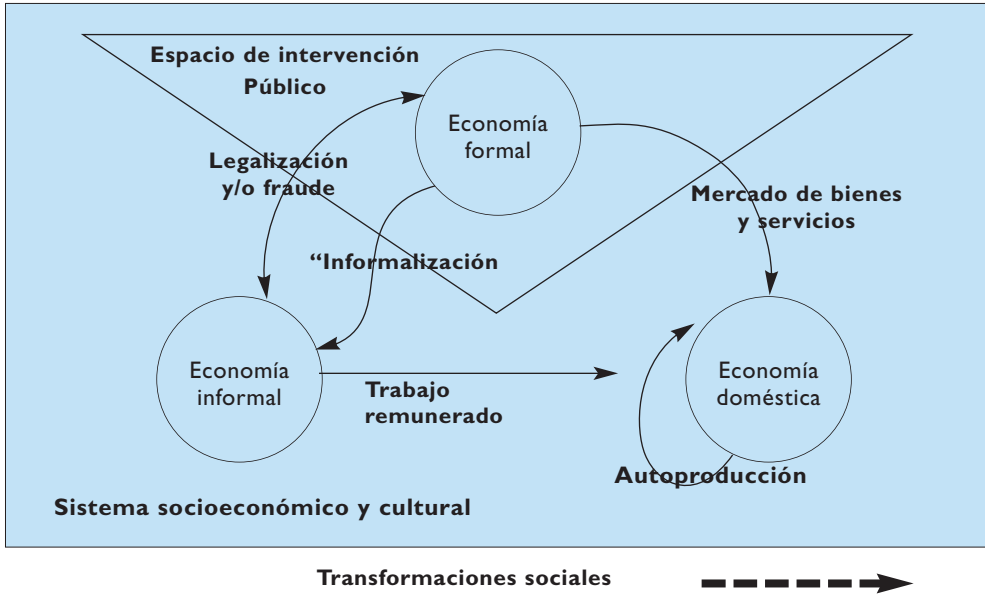 Espacio de intervención
Público
Economía
formal
Legalización
y/o fraude
Mercado de bienes
y servicios
“Informalización
Economía
informal
Trabajo
remunerado
Economía
doméstica
Autoproducción
Sistema socioeconómico y cultural
Transformaciones sociales